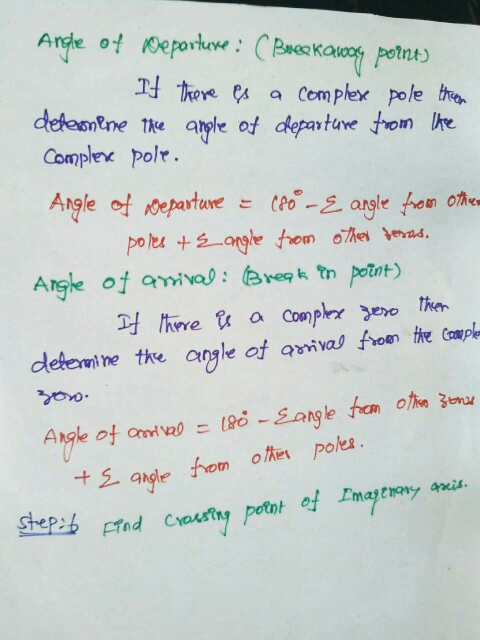 Angle of Departure: (Breakaway point)
If there is a complex pole then
determine the angle of departure from the
Complex pole.
Angle of Departure = 180° - Σ angle from other
poles + Σ angle from other zeros.
Angle of arrival: (Break in point)
If there is a complex zero then
determine the angle of arrival from the comple
zero.
Angle of arrival = 180° - Σ angle from other zeros
+ Σ angle from other poles.
Step:6 Find Crossing point of Imaginary axis.